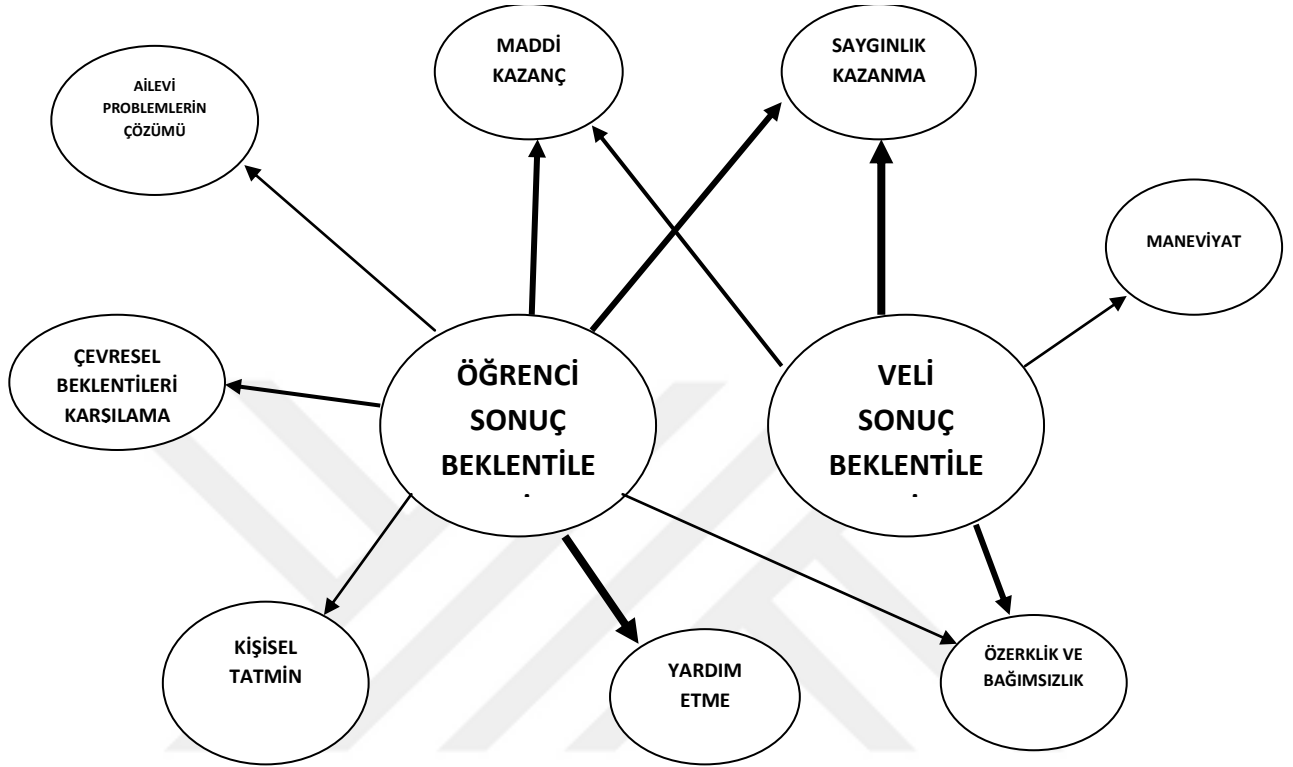 MADDİ
KAZANÇ
SAYGINLIK
KAZANMA
AİLEVİ
PROBLEMLERİN
ÇÖZÜMÜ
MANEVİYAT
ÇEVRESEL
BEKLENTİLERİ
KARŞILAMA
ÖĞRENCİ
SONUÇ
BEKLENTİLE
VELİ
SONUÇ
BEKLENTİLE
KİŞİSEL
TATMİN
YARDIM
ETME
ÖZERKLİK VE
BAĞIMSIZLIK